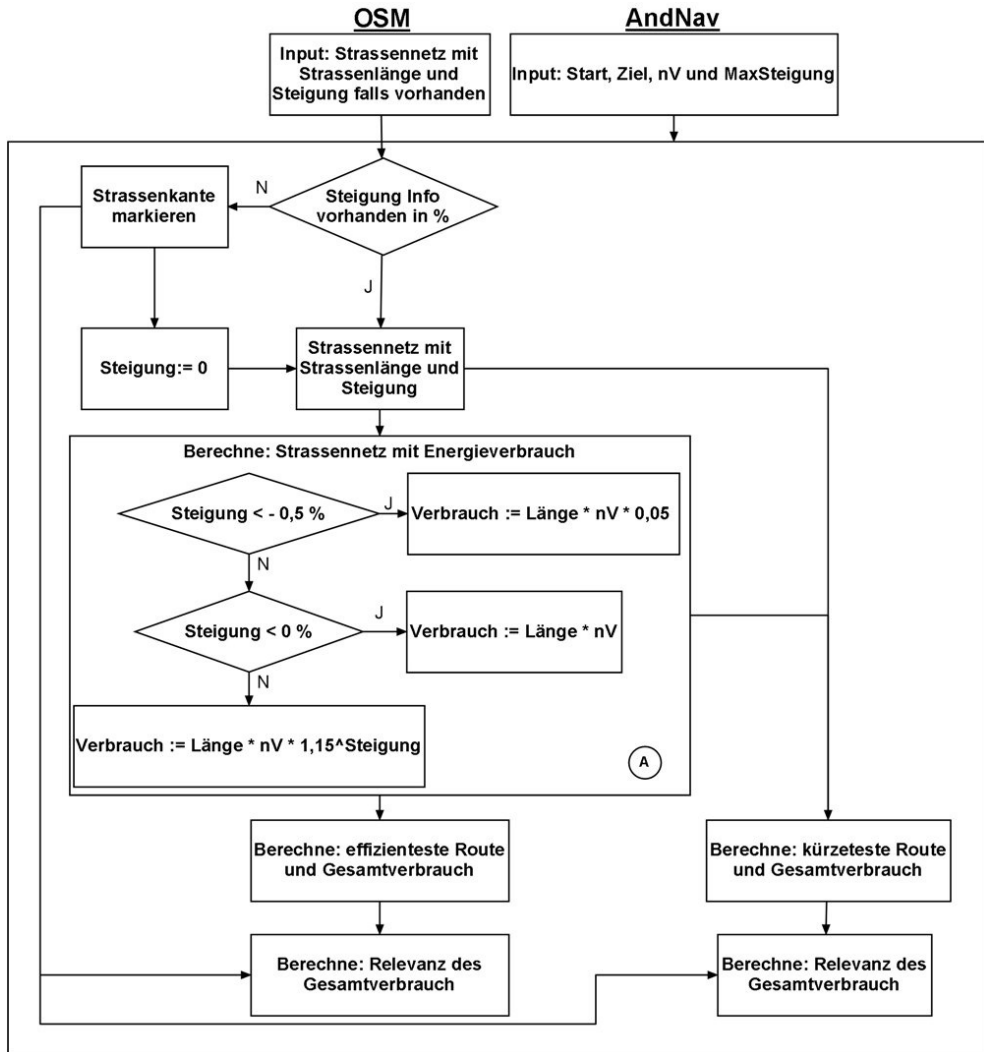 OSM
AndNav
Input: Strassennetz mit
Strassenlänge und
Steigung falls vorhanden
Input: Start, Ziel, nV und MaxSteigung
Strassenkante
markieren
N
Steigung Info
vorhanden in %
J
Steigung:= 0
Strassennetz mit
Strassenlänge und
Steigung
Berechne: Strassennetz mit Energieverbrauch
Steigung < - 0,5 %
J
Verbrauch := Länge * nV * 0,05
N
Steigung < 0 %
J
Verbrauch := Länge * nV
N
Verbrauch := Länge * nV * 1,15^Steigung
A
Berechne: effizienteste Route
und Gesamtverbrauch
Berechne: kürzeteste Route
und Gesamtverbrauch
Berechne: Relevanz des
Gesamtverbrauch
Berechne: Relevanz des
Gesamtverbrauch